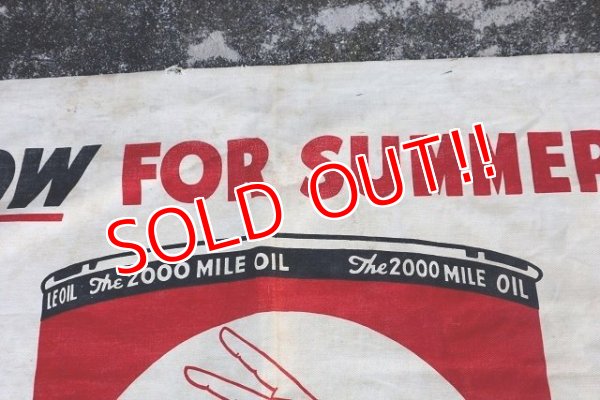 OW FOR SUMMER
SOLD OUT!!
LE OIL The 2000 MILE OIL The 2000 MILE OIL